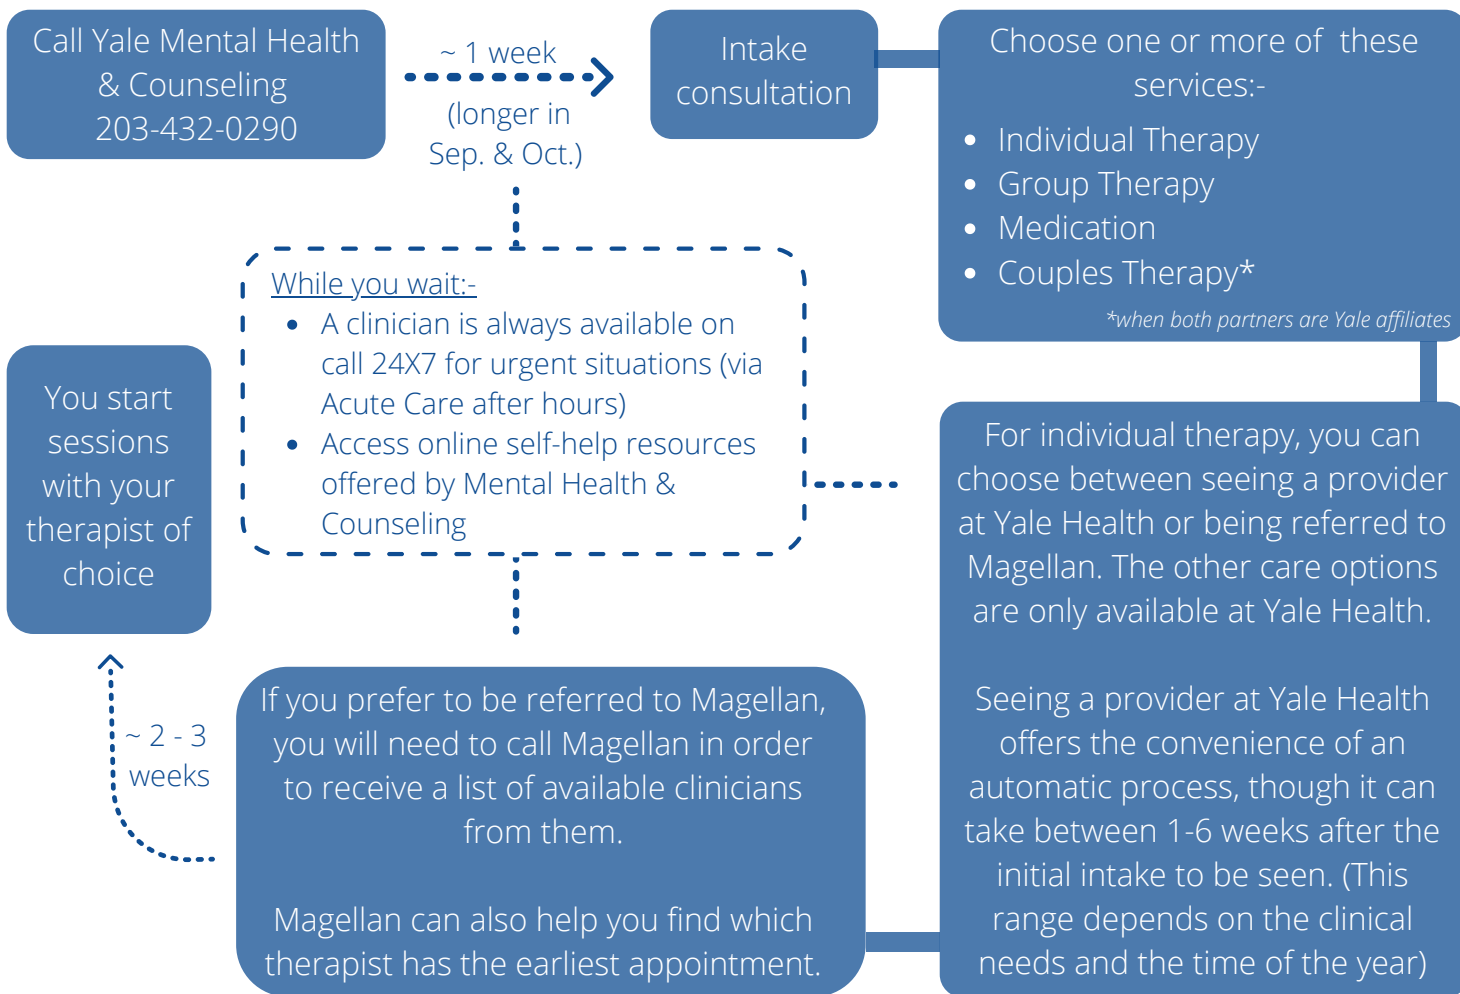 Call Yale Mental Health
& Counseling
203-432-0290
~ 1 week
(longer in
Sep. & Oct.)
Intake
consultation
Choose one or more of  these
services:-
• Individual Therapy
• Group Therapy
• Medication
• Couples Therapy*
*when both partners are Yale affiliates
While you wait:-
• A clinician is always available on
call 24X7 for urgent situations (via
Acute Care after hours)
• Access online self-help resources
offered by Mental Health &
Counseling
For individual therapy, you can
choose between seeing a provider
at Yale Health or being referred to
Magellan. The other care options
are only available at Yale Health.
Seeing a provider at Yale Health
offers the convenience of an
automatic process, though it can
take between 1-6 weeks after the
initial intake to be seen. (This
range depends on the clinical
needs and the time of the year)
If you prefer to be referred to Magellan,
you will need to call Magellan in order
to receive a list of available clinicians
from them.
Magellan can also help you find which
therapist has the earliest appointment.
~ 2 - 3
weeks
You start
sessions
with your
therapist of
choice